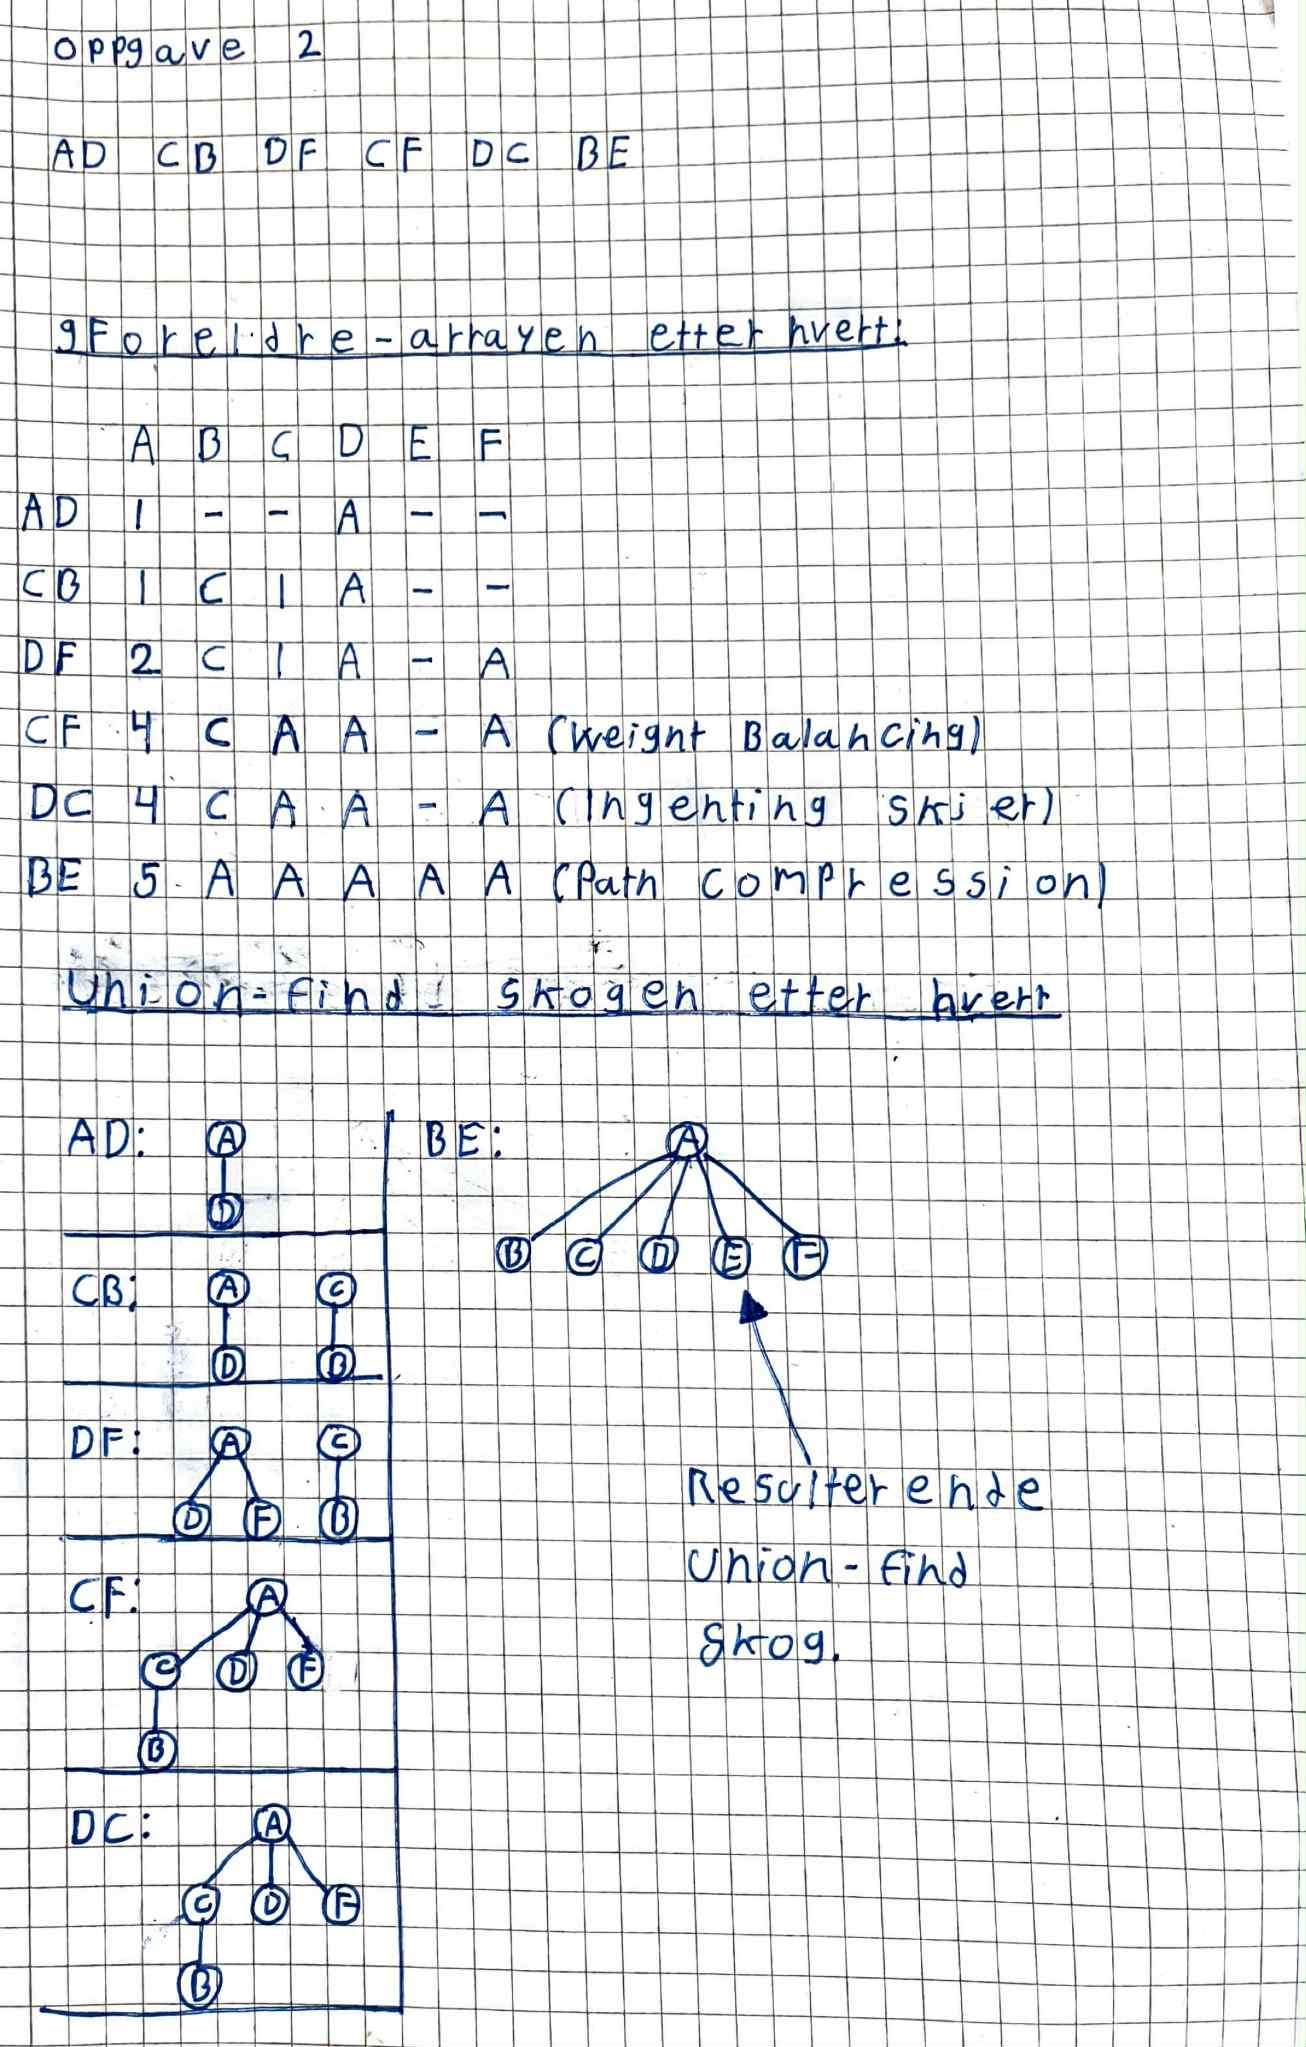 oppgave 2
AD CB DF CF DC BE
gForeldre-arrayen etter hvert:
A B C D E F
AD 1 - - A - -
CB 1 C 1 A - -
DF 2 C 1 A - A
CF 4 C A A - A (Weight Balancing)
DC 4 C A A - A (Ingenting skjer)
BE 5 A A A A A (Path compression)
Union-find: skogen etter hvert
AD: A
D
CB: A C
D B
DF: A C
D F B
CF: A
C D F
B
DC: A
C D F
B
BE: A
B C D E F
Resulterende
union-find
skog.